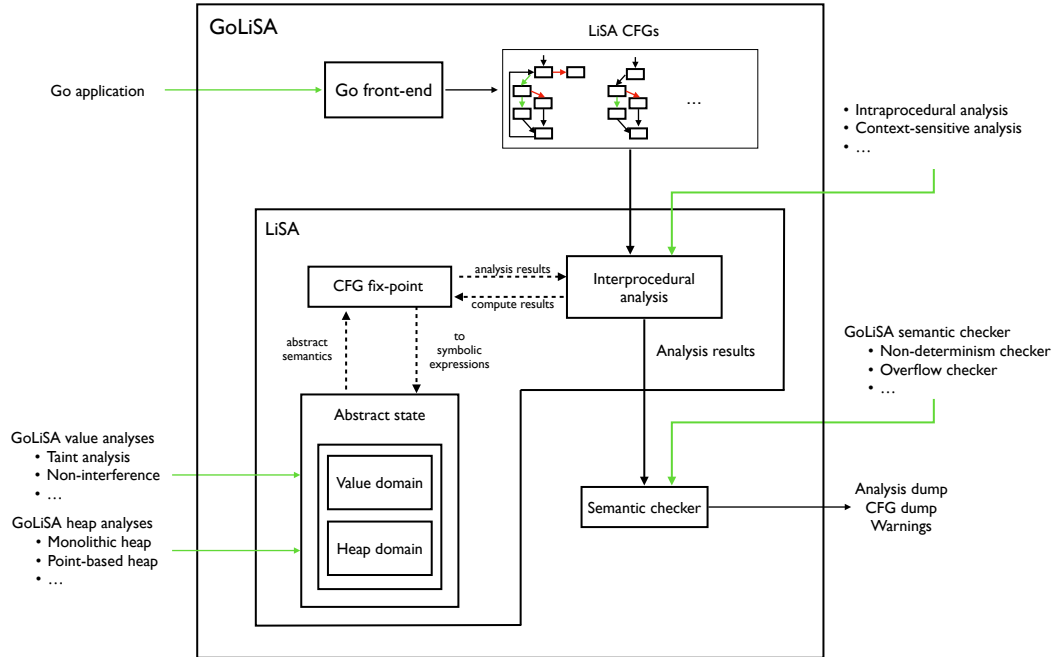 GoLiSA
LiSA CFGs
Go application
Go front-end
...
• Intraprocedural analysis
• Context-sensitive analysis
• …
LiSA
CFG fix-point
analysis results
compute results
Interprocedural
analysis
abstract
semantics
to
symbolic
expressions
Analysis results
GoLiSA semantic checker
• Non-determinism checker
• Overflow checker
• …
Abstract state
GoLiSA value analyses
• Taint analysis
• Non-interference
• …
Value domain
Semantic checker
Analysis dump
CFG dump
Warnings
GoLiSA heap analyses
• Monolithic heap
• Point-based heap
• …
Heap domain